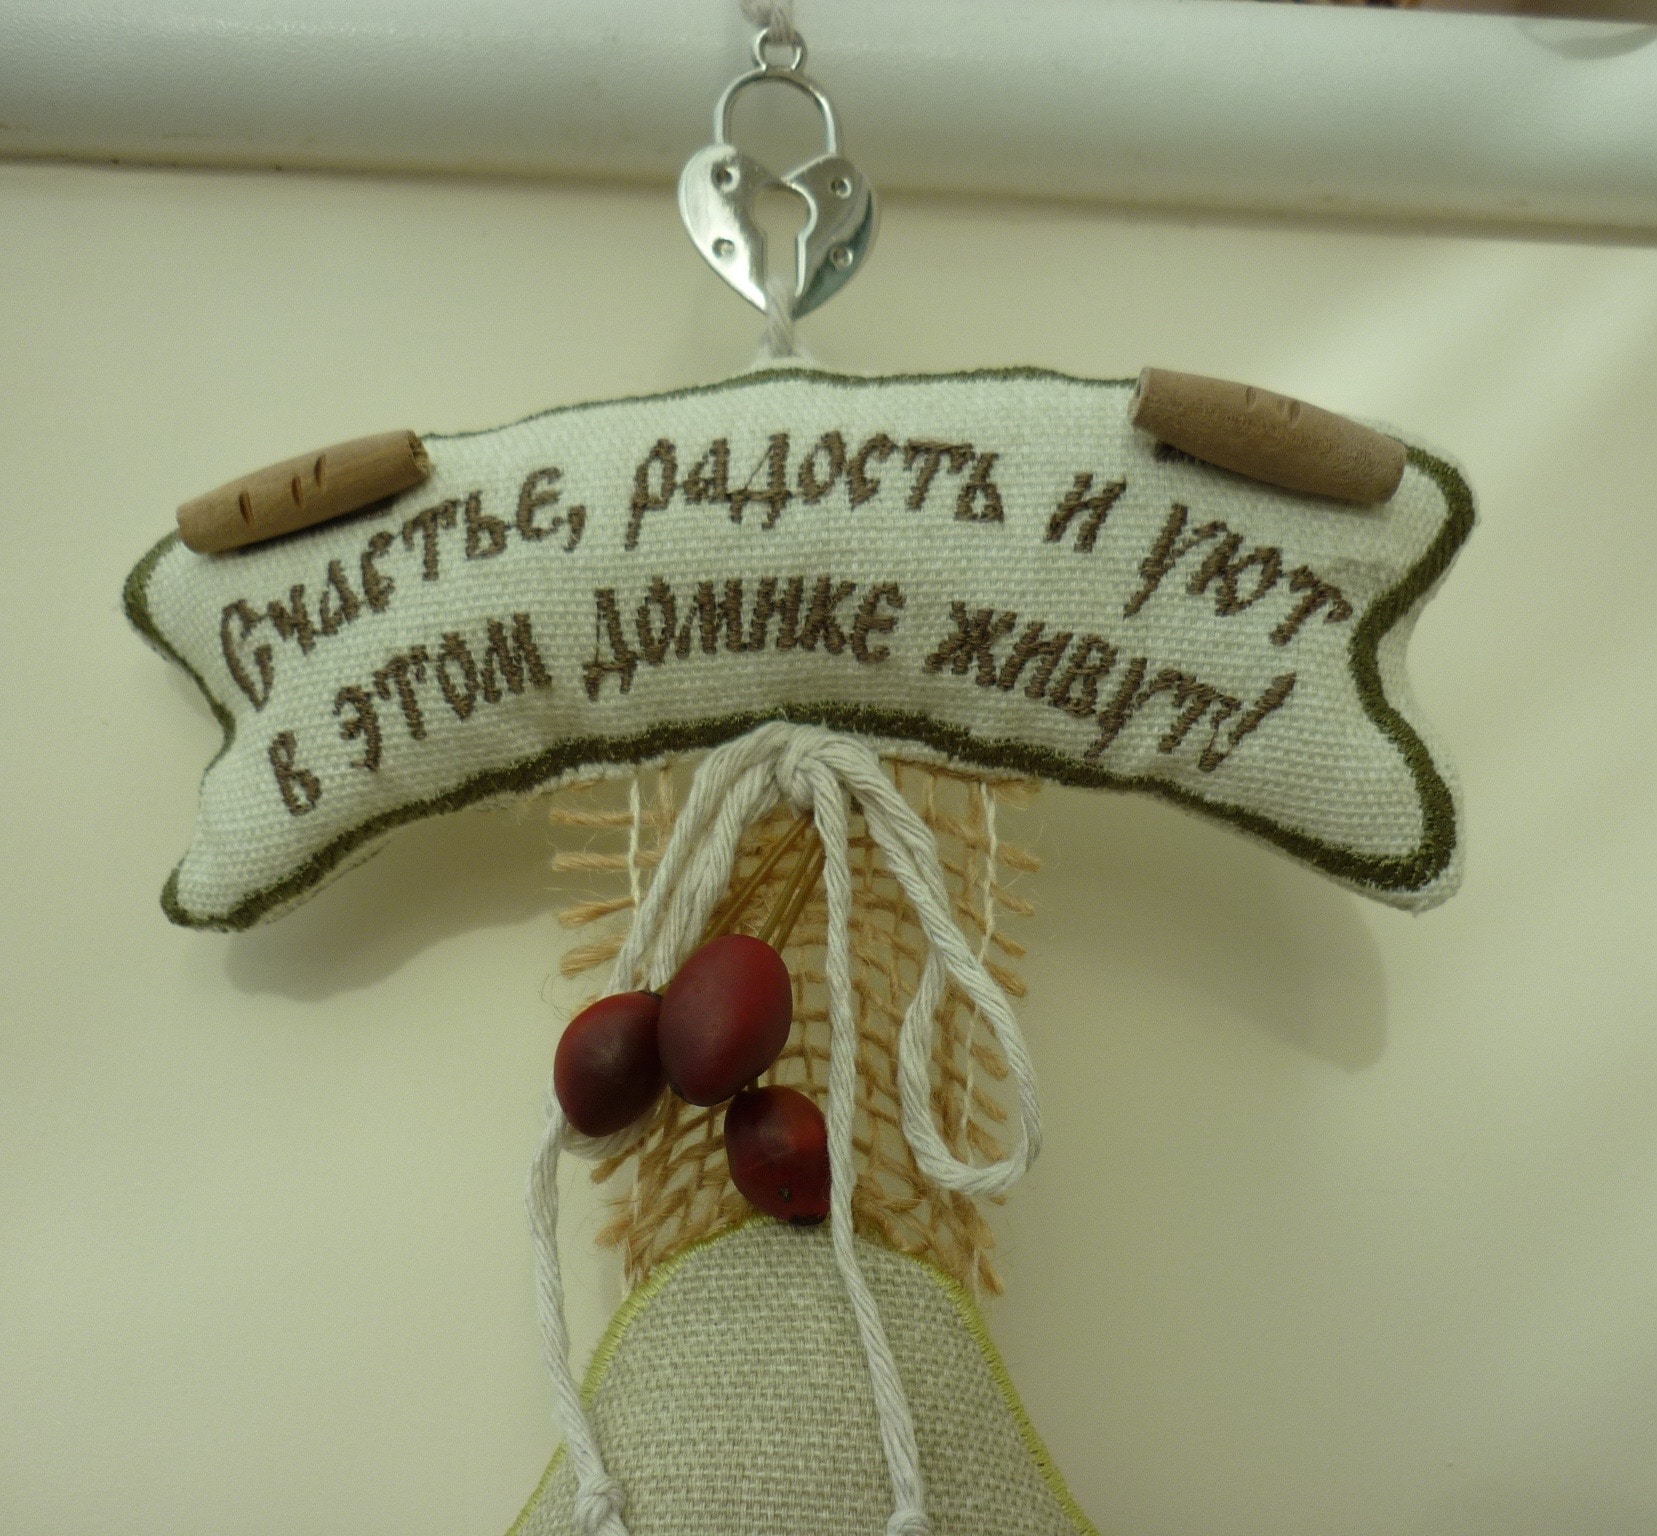 Счастье, радость и уют
в этом домике живут!